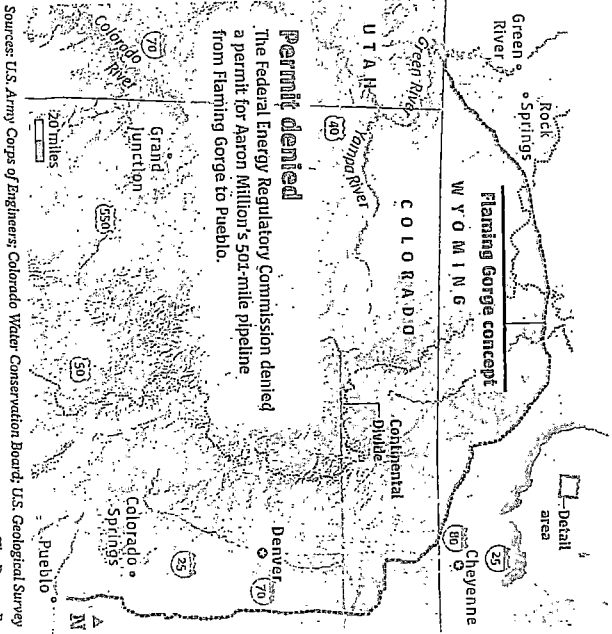 Flaming Gorge concept
Detail
area
Green
River
Rock
Springs
WYOMING
25
80
Cheyenne
Green River
UTAH
COLORADO
Yampa River
40
Continental
Divide
Permit denied
The Federal Energy Regulatory Commission denied
a permit for Aaron Million's 501-mile pipeline
from Flaming Gorge to Pueblo.
Denver
70
25
70
Colorado
River
Grand
Junction
550
50
Colorado
Springs
Pueblo
20 miles
N
Sources: U.S. Army Corps of Engineers; Colorado Water Conservation Board; U.S. Geological Survey